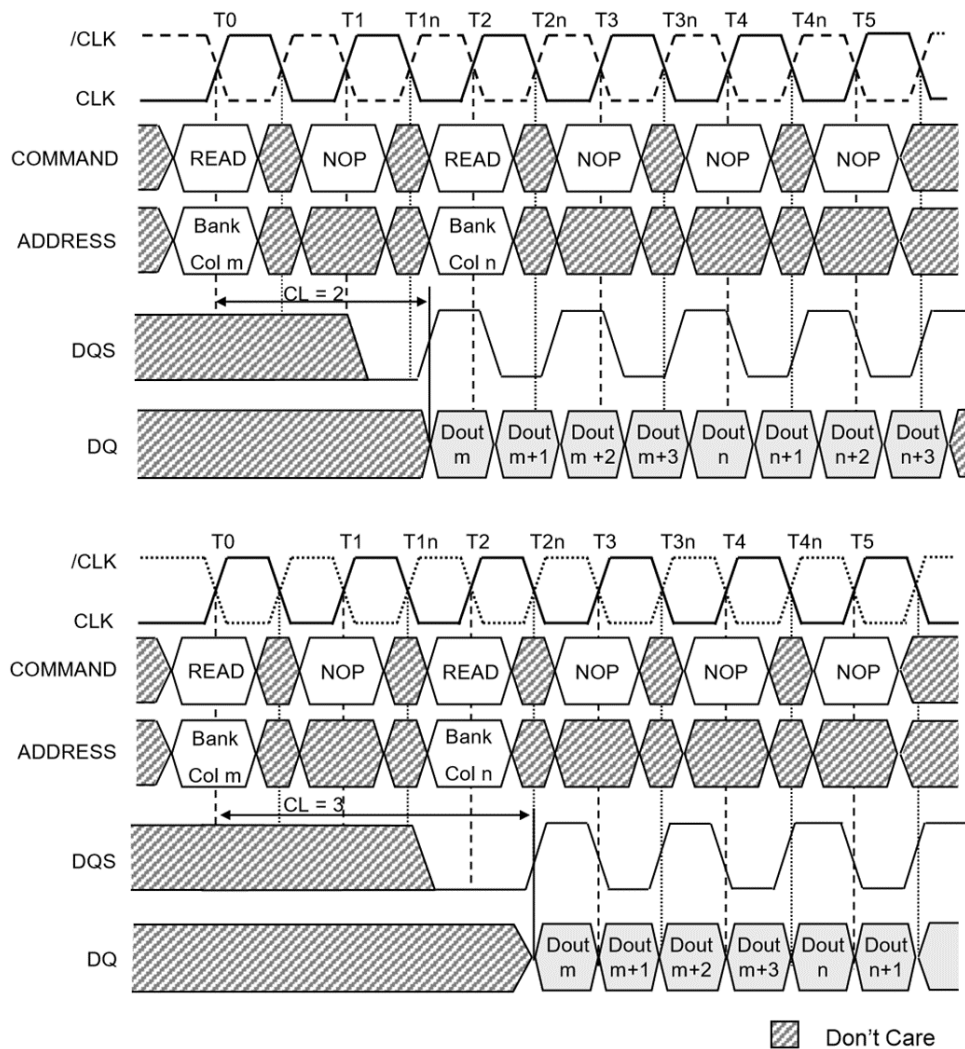 T0 T1 T1n T2 T2n T3 T3n T4 T4n T5
/CLK
CLK
COMMAND READ NOP READ NOP NOP NOP
ADDRESS Bank Col m Bank Col n
CL = 2
DQS
DQ Dout m Dout m+1 Dout m +2 Dout m+3 Dout n Dout n+1 Dout n+2 Dout n+3
T0 T1 T1n T2 T2n T3 T3n T4 T4n T5
/CLK
CLK
COMMAND READ NOP READ NOP NOP NOP
ADDRESS Bank Col m Bank Col n
CL = 3
DQS
DQ Dout m Dout m+1 Dout m+2 Dout m+3 Dout n Dout n+1
Don't Care